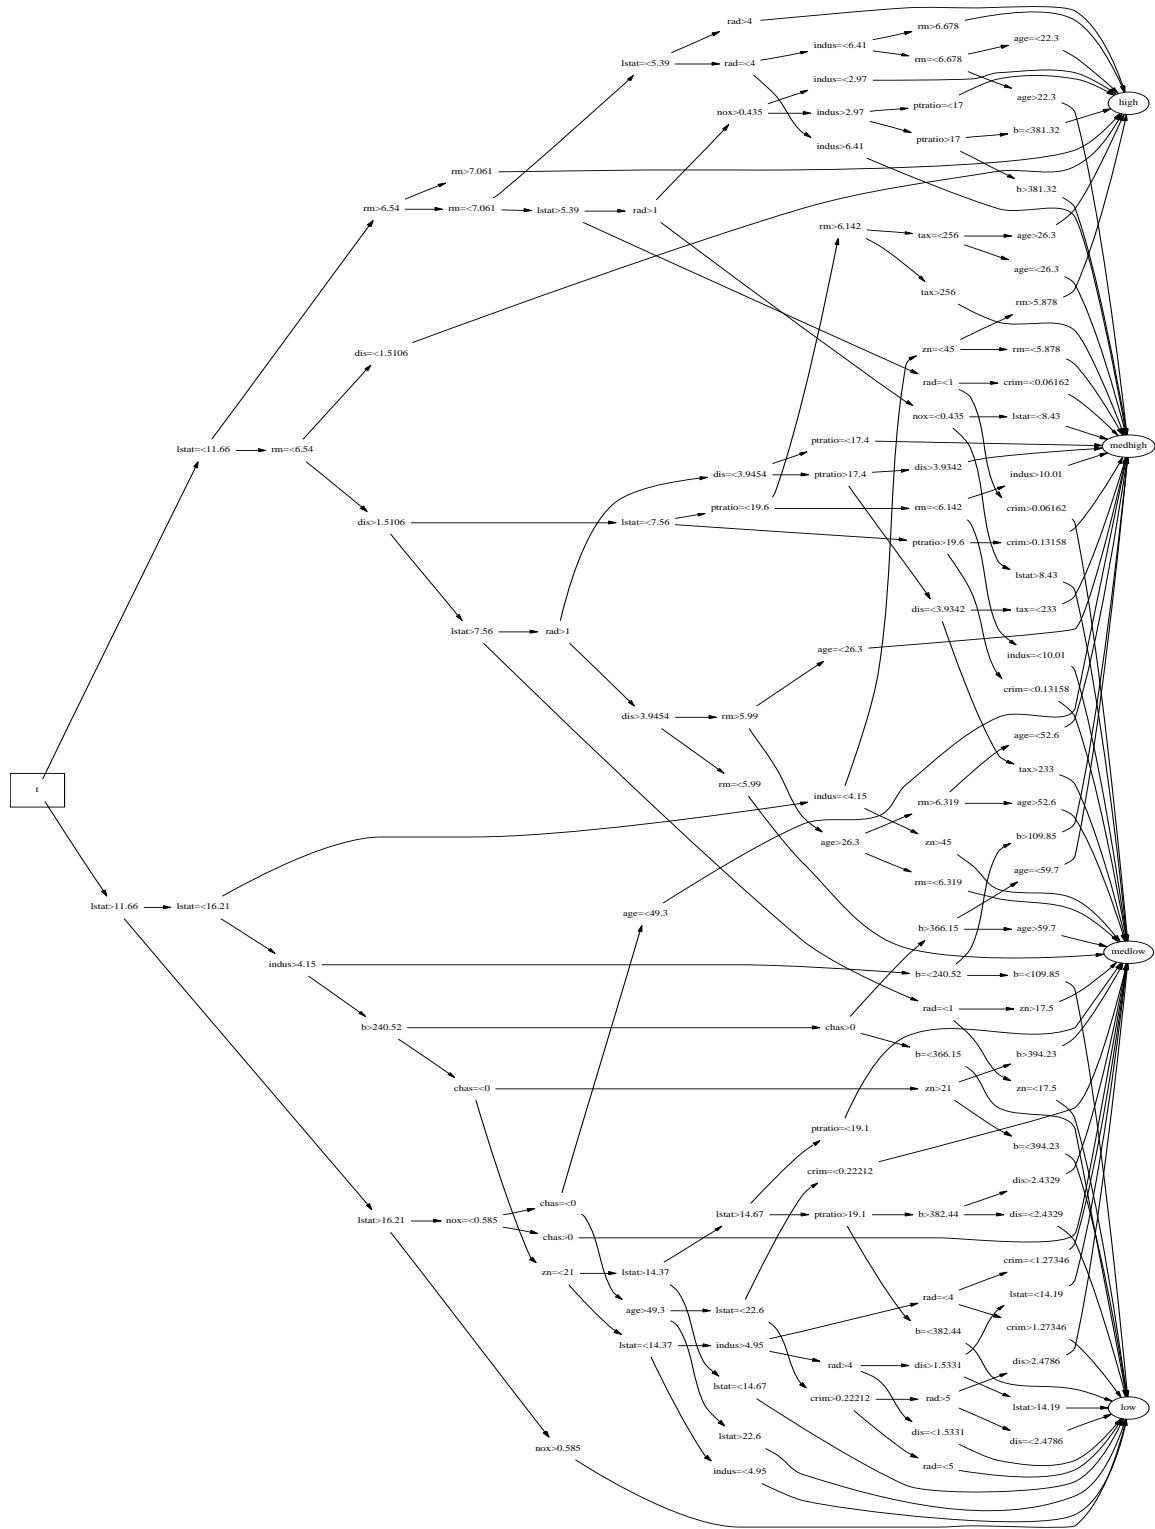 rad>4
rm>6.678
indus=<6.41
age=<22.3
lstat=<5.39
rad=<4
rm=<6.678
indus=<2.97
age>22.3
high
ptratio=<17
nox>0.435
indus>2.97
b=<381.32
ptratio>17
indus>6.41
rm>7.061
b>381.32
rm>6.54
rm=<7.061
lstat>5.39
rad>1
rm>6.142
tax=<256
age>26.3
age=<26.3
tax>256
rm>5.878
dis=<1.5106
zn=<45
rm=<5.878
rad=<1
crim=<0.06162
nox=<0.435
lstat=<8.43
lstat=<11.66
rm=<6.54
ptratio=<17.4
medhigh
dis=<3.9454
ptratio>17.4
dis>3.9342
indus>10.01
ptratio=<19.6
rm=<6.142
crim>0.06162
dis>1.5106
lstat=<7.56
ptratio>19.6
crim>0.13158
lstat>8.43
dis=<3.9342
tax=<233
lstat>7.56
rad>1
age=<26.3
indus=<10.01
crim=<0.13158
dis>3.9454
rm>5.99
age=<52.6
tax>233
t
rm=<5.99
indus=<4.15
rm>6.319
age>52.6
age>26.3
zn>45
b>109.85
age=<59.7
rm=<6.319
lstat>11.66
lstat=<16.21
age=<49.3
b>366.15
age>59.7
medlow
indus>4.15
b=<240.52
b=<109.85
rad=<1
zn>17.5
b>240.52
chas>0
b=<366.15
b>394.23
chas=<0
zn>21
zn=<17.5
ptratio=<19.1
b=<394.23
crim=<0.22212
dis>2.4329
chas=<0
lstat>16.21
nox=<0.585
lstat>14.67
ptratio>19.1
b>382.44
dis=<2.4329
chas>0
crim=<1.27346
zn=<21
lstat>14.37
lstat=<14.19
rad=<4
age>49.3
lstat=<22.6
crim>1.27346
b=<382.44
lstat=<14.37
indus>4.95
dis>2.4786
rad>4
dis>1.5331
lstat=<14.67
crim>0.22212
rad>5
lstat>14.19
low
dis=<1.5331
lstat>22.6
dis=<2.4786
nox>0.585
rad=<5
indus=<4.95